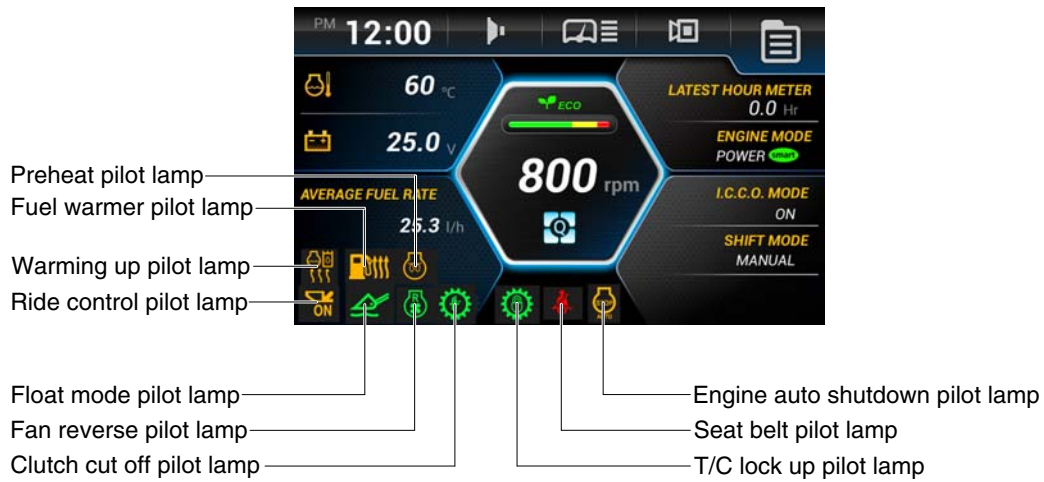 PM 12:00
60 °C
25.0 V
AVERAGE FUEL RATE
25.3 l/h
ECO
800 rpm
Q
LATEST HOUR METER
0.0 Hr
ENGINE MODE
POWER smart
I.C.C.O. MODE
ON
SHIFT MODE
MANUAL
ON
R
STOP
AUTO
Preheat pilot lamp
Fuel warmer pilot lamp
Warming up pilot lamp
Ride control pilot lamp
Float mode pilot lamp
Fan reverse pilot lamp
Clutch cut off pilot lamp
Engine auto shutdown pilot lamp
Seat belt pilot lamp
T/C lock up pilot lamp